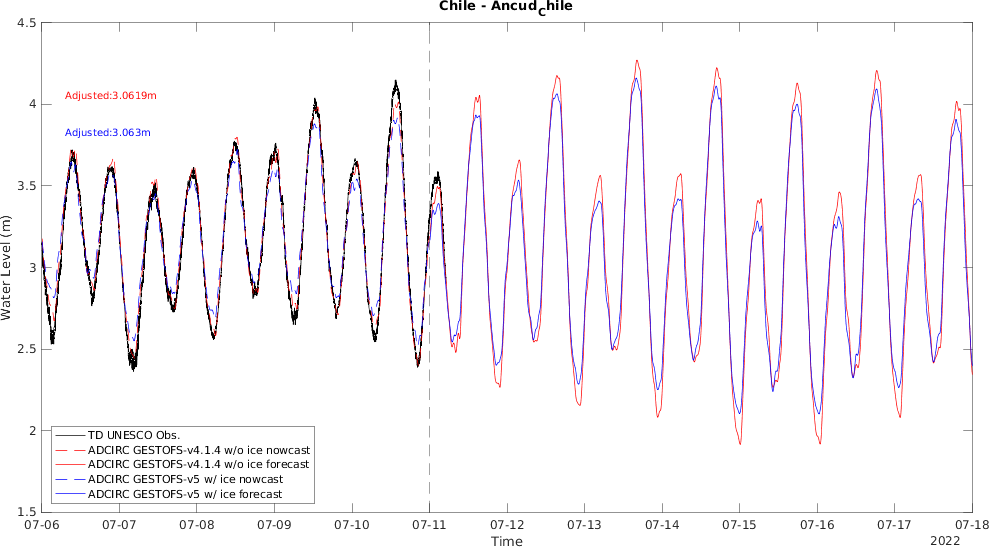 Chile - Ancud_Chile
4.5
4
3.5
3
2.5
2
1.5
Water Level (m)
Adjusted:3.0619m
Adjusted:3.063m
TD UNESCO Obs.
ADCIRC GESTOFS-v4.1.4 w/o ice nowcast
ADCIRC GESTOFS-v4.1.4 w/o ice forecast
ADCIRC GESTOFS-v5 w/ ice nowcast
ADCIRC GESTOFS-v5 w/ ice forecast
07-06 07-07 07-08 07-09 07-10 07-11 07-12 07-13 07-14 07-15 07-16 07-17 07-18
Time
2022